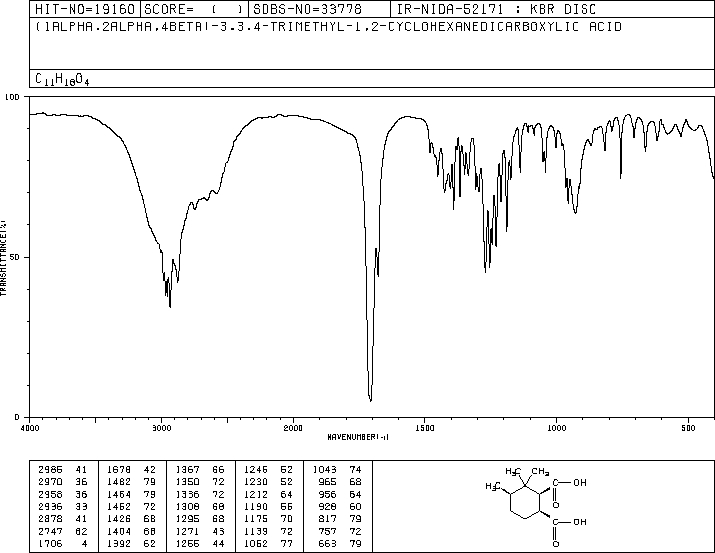 HIT-NO=19160 SCORE= ( ) SDBS-NO=33778 IR-NIDA-52171 : KBR DISC
(1ALPHA.2ALPHA,4BETA)-3.3.4-TRIMETHYL-1,2-CYCLOHEXANEDICARBOXYLIC ACID
C11H18O4
100
TRANSMITTANCE(%)
50
0
4000 3000 2000 1500 1000 500
WAVENUMBER(-1)
2985 41 1678 42 1367 66 1246 52 1043 74
2970 36 1482 79 1350 72 1230 52 965 68
2958 36 1464 79 1336 72 1212 64 956 64
2936 33 1452 72 1308 68 1190 56 928 60
2878 41 1426 68 1295 68 1175 70 817 79
2747 62 1404 68 1271 43 1139 72 757 72
1706 4 1392 62 1255 44 1052 77 663 79
H3C CH3
H3C
C OH
O
C OH
O